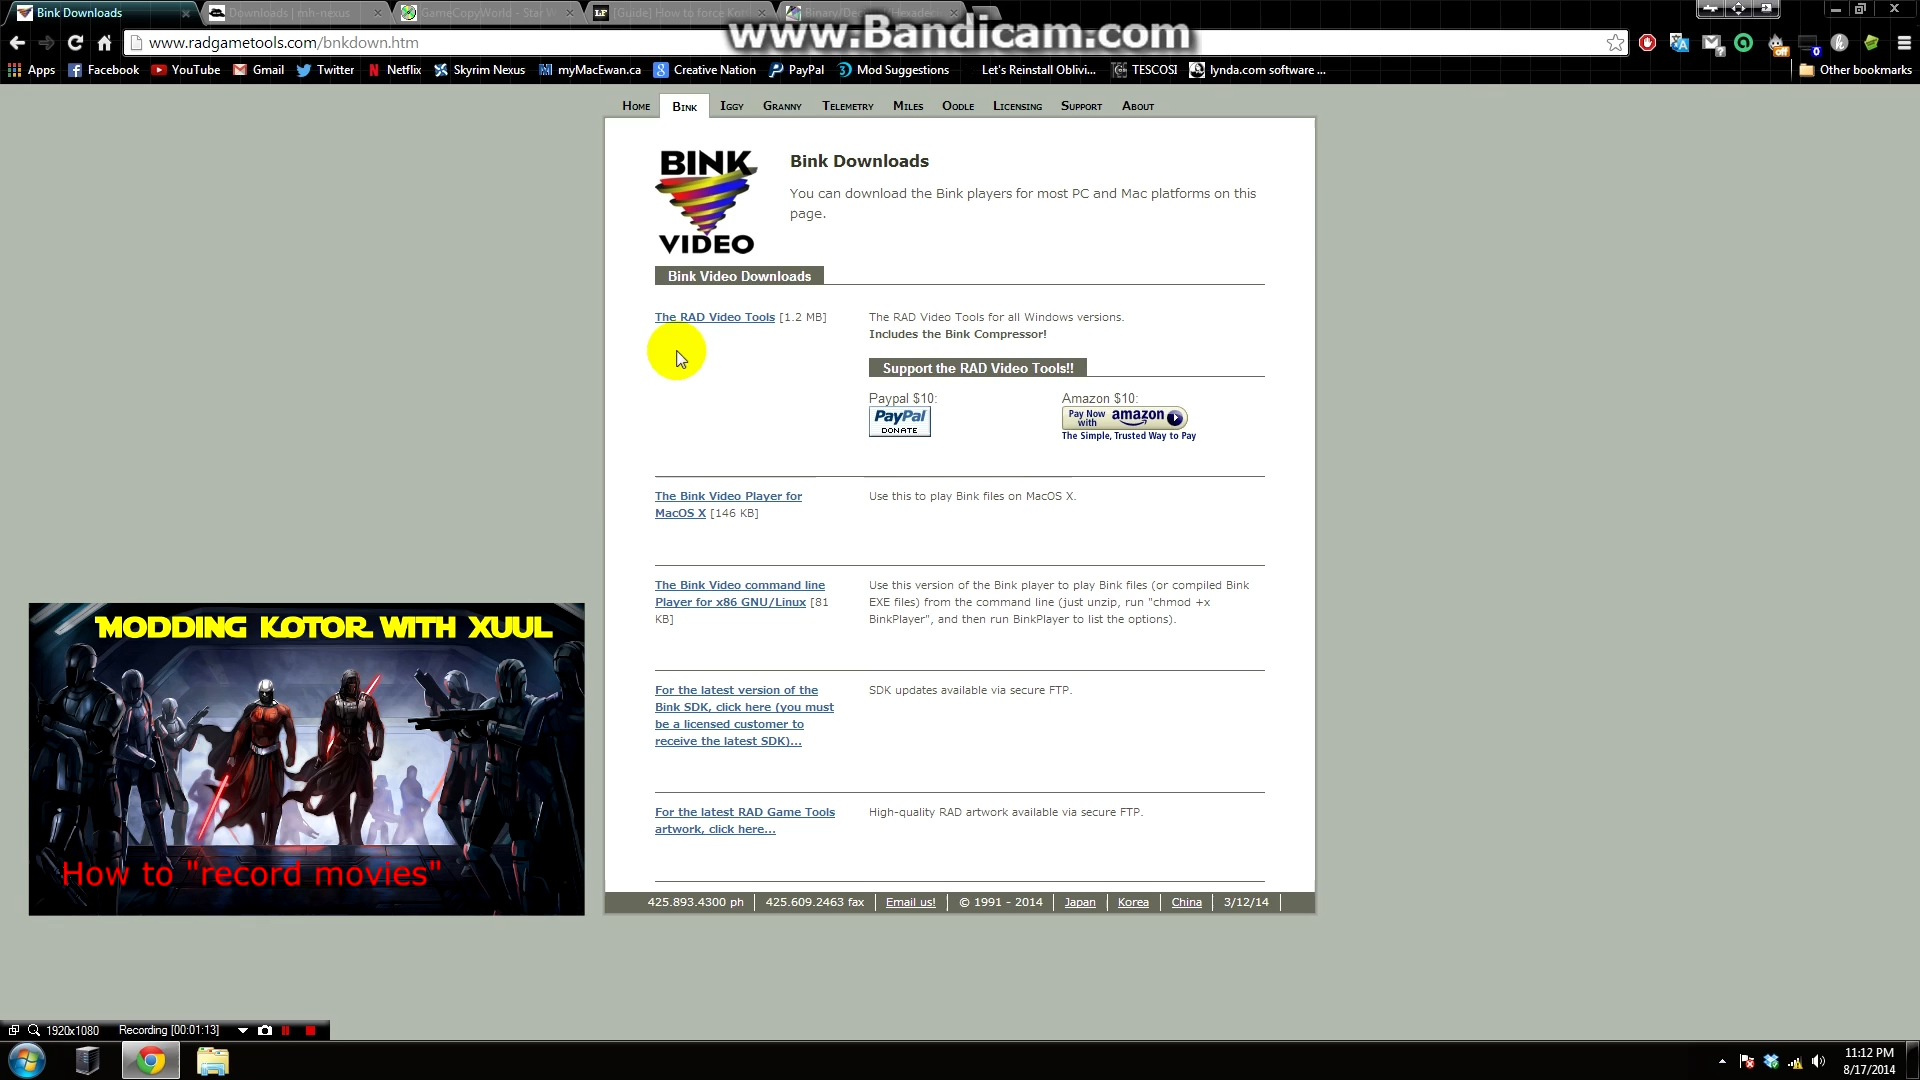 Bink Downloads
Downloads | mh-nexus
GameCopyWorld - Star W
[Guide] How to force Kot
Binary/Dec Hexadec
www.radgametools.com/bnkdown.htm
www.Bandicam.com
Apps
Facebook
YouTube
Gmail
Twitter
Netflix
Skyrim Nexus
myMacEwan.ca
Creative Nation
PayPal
Mod Suggestions
Let's Reinstall Oblivi...
TESCOSI
lynda.com software ...
Other bookmarks
HOME
BINK
IGGY
GRANNY
TELEMETRY
MILES
OODLE
LICENSING
SUPPORT
ABOUT
BINK
VIDEO
Bink Downloads
You can download the Bink players for most PC and Mac platforms on this
page.
Bink Video Downloads
The RAD Video Tools [1.2 MB]
The RAD Video Tools for all Windows versions.
Includes the Bink Compressor!
Support the RAD Video Tools!!
Paypal $10:
PayPal
DONATE
Amazon $10:
Pay Now with amazon
The Simple, Trusted Way to Pay
The Bink Video Player for
MacOS X [146 KB]
Use this to play Bink files on MacOS X.
The Bink Video command line
Player for x86 GNU/Linux [81
KB]
Use this version of the Bink player to play Bink files (or compiled Bink
EXE files) from the command line (just unzip, run "chmod +x
BinkPlayer", and then run BinkPlayer to list the options).
For the latest version of the
Bink SDK, click here (you must
be a licensed customer to
receive the latest SDK)...
SDK updates available via secure FTP.
For the latest RAD Game Tools
artwork, click here...
High-quality RAD artwork available via secure FTP.
425.893.4300 ph
425.609.2463 fax
Email us!
© 1991 - 2014
Japan
Korea
China
3/12/14
MODDING KOTOR WITH XUUL
How to "record movies"
1920x1080
Recording [00:01:13]
11:12 PM
8/17/2014